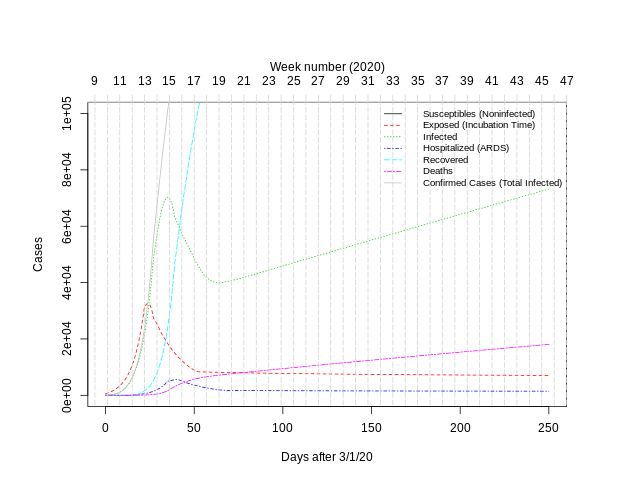 Week number (2020)
9 11 13 15 17 19 21 23 25 27 29 31 33 35 37 39 41 43 45 47
1e+05
8e+04
6e+04
4e+04
2e+04
0e+00
Cases
Susceptibles (Noninfected)
Exposed (Incubation Time)
Infected
Hospitalized (ARDS)
Recovered
Deaths
Confirmed Cases (Total Infected)
0 50 100 150 200 250
Days after 3/1/20